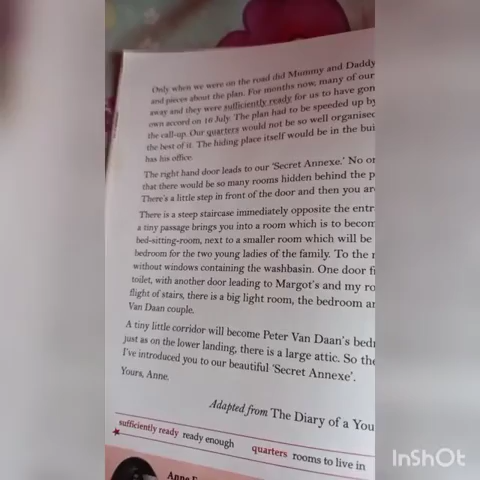 Only when we were on the road did Mummy and Daddy
and pieces about the plan. For months now, many of our
away and they were sufficiently ready for us to have gon
own accord on 16 July. The plan had to be speeded up by
the call-up. Our quarters would not be so well organised
the best of it. The hiding place itself would be in the bui
has his office.
The right hand door leads to our 'Secret Annexe.' No on
that there would be so many rooms hidden behind the p
There's a little step in front of the door and then you are
There is a steep staircase immediately opposite the entr
a tiny passage brings you into a room which is to becom
bed-sitting-room, next to a smaller room which will be
bedroom for the two young ladies of the family. To the r
without windows containing the washbasin. One door fi
toilet, with another door leading to Margot's and my ro
flight of stairs, there is a big light room, the bedroom an
Van Daan couple.
A tiny little corridor will become Peter Van Daan's bedr
just as on the lower landing, there is a large attic. So the
I've introduced you to our beautiful 'Secret Annexe'.
Yours, Anne.
Adapted from The Diary of a You
sufficiently ready ready enough quarters rooms to live in
Anne F
InShOt